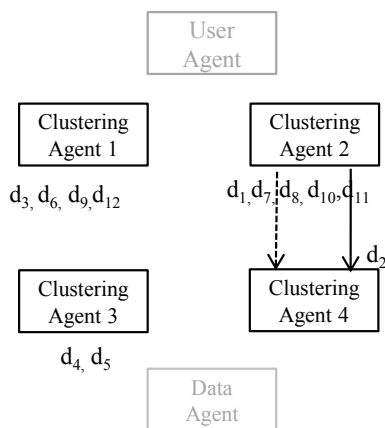 User
Agent
Clustering
Agent 1
Clustering
Agent 2
d3, d6, d9,d12
d1,d7,d8, d10,d11
d2
Clustering
Agent 3
Clustering
Agent 4
d4, d5
Data
Agent